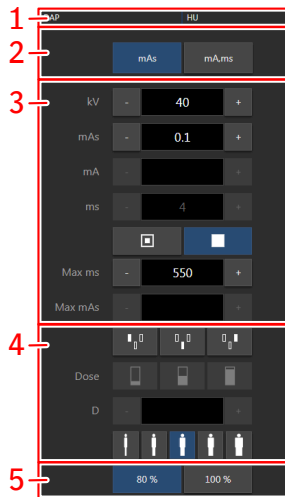 1 AP HU
2 mAs mA,ms
3 kV - 40 +
mAs - 0.1 +
mA - +
ms - 4 +
Max ms - 550 +
Max mAs - +
4
Dose
D - +
5 80 % 100 %